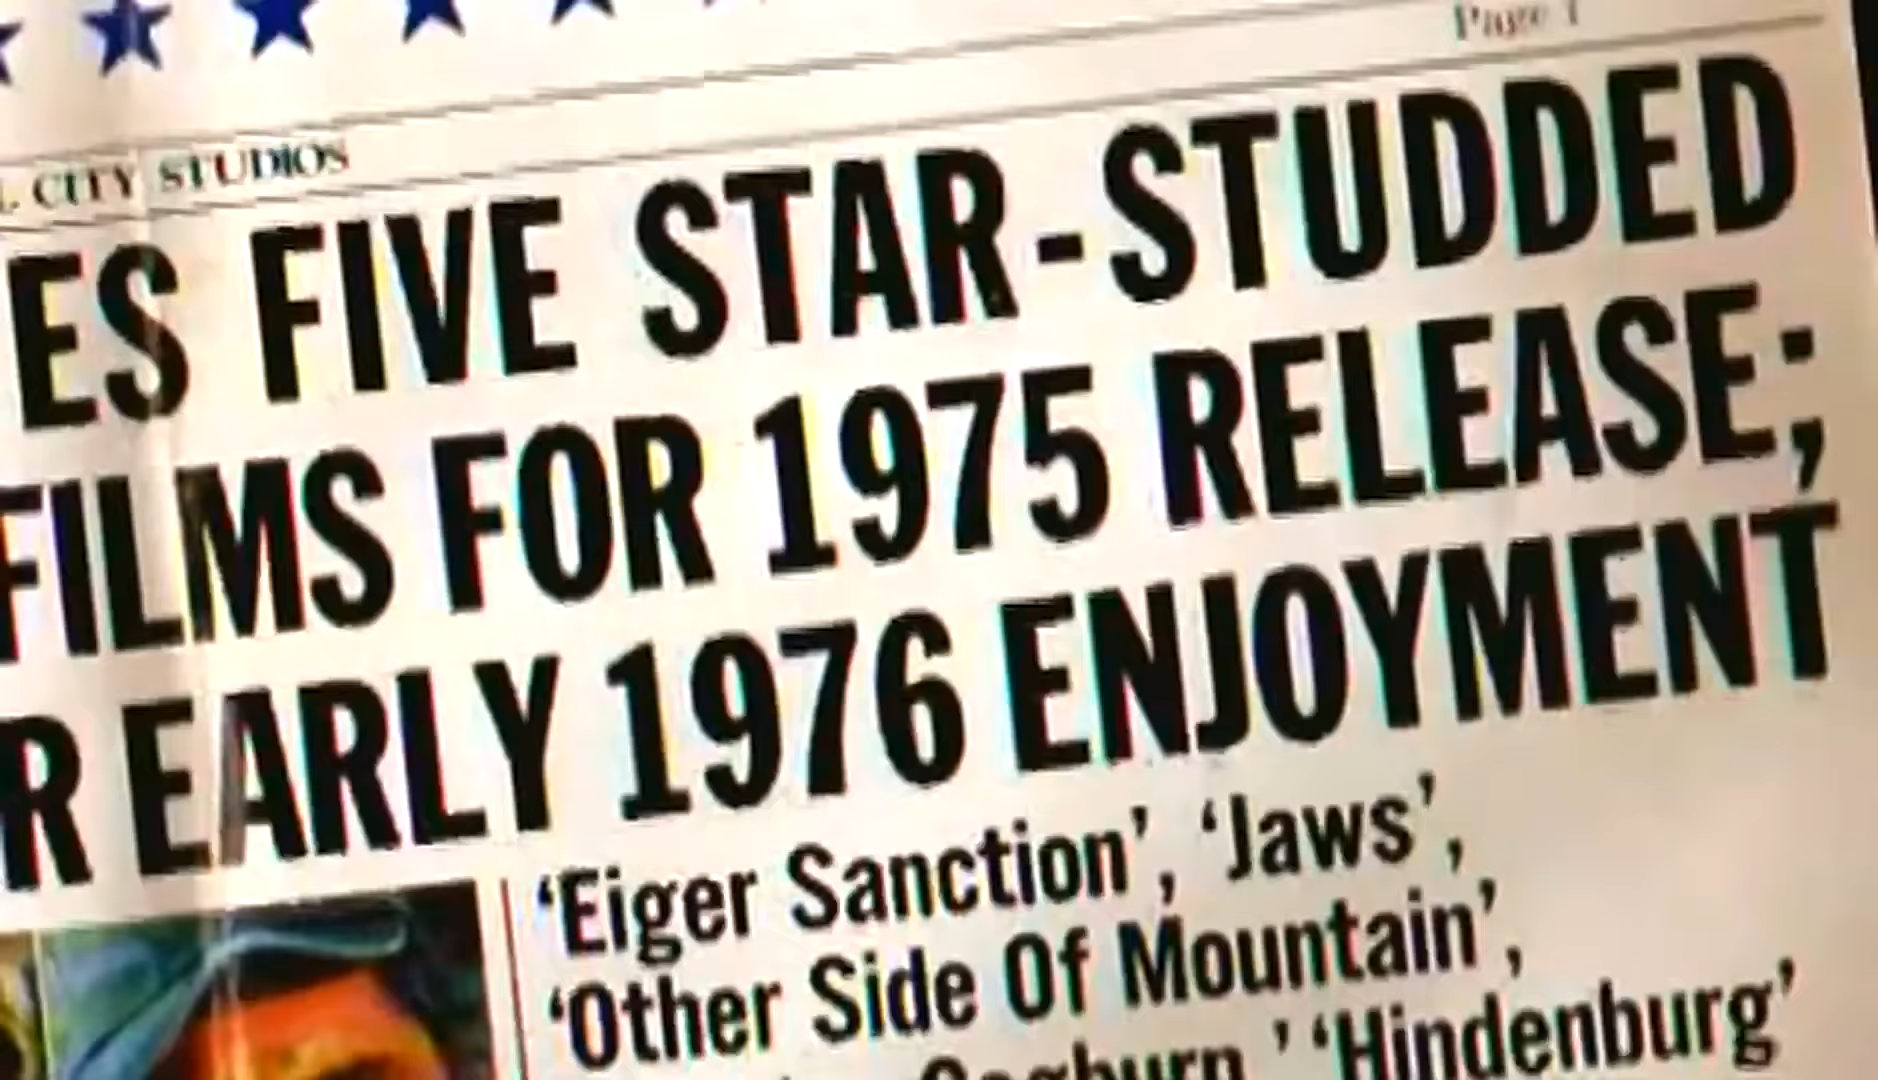 Page 1
CITY STUDIOS
ES FIVE STAR-STUDDED
FILMS FOR 1975 RELEASE;
R EARLY 1976 ENJOYMENT
‘Eiger Sanction’, ‘Jaws’,
‘Other Side Of Mountain’,
Cogburn,’ ‘Hindenburg’